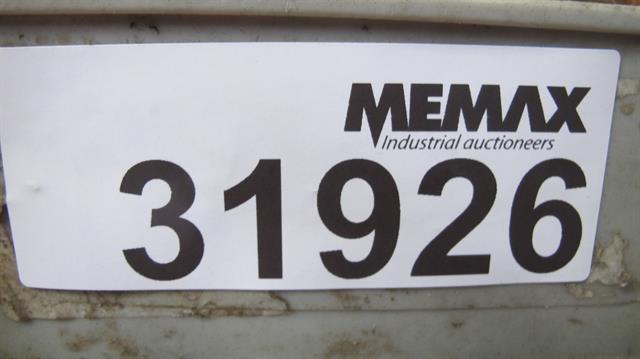 MEMAX
Industrial auctioneers
31926